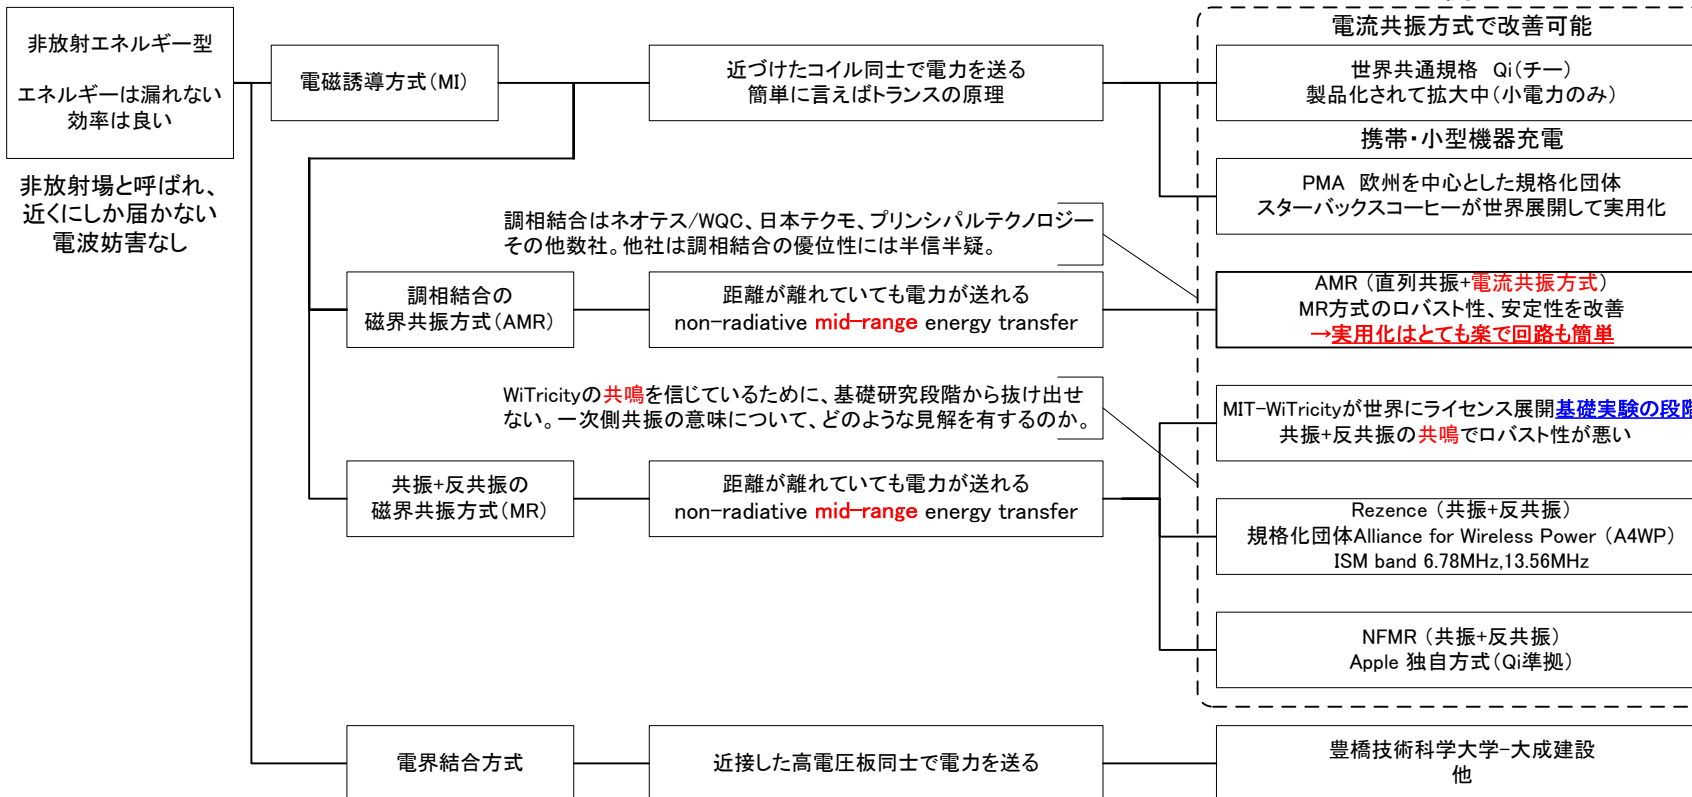 非放射エネルギー型
エネルギーは漏れない
効率は良い
非放射場と呼ばれ、
近くにしか届かない
電波妨害なし
電磁誘導方式(MI)
近づけたコイル同士で電力を送る
簡単に言えばトランスの原理
電流共振方式で改善可能
世界共通規格 Qi(チー)
製品化されて拡大中(小電力のみ)
携帯・小型機器充電
PMA 欧州を中心とした規格化団体
スターバックスコーヒーが世界展開して実用化
調相結合はネオテス/WQC、日本テクモ、プリンシパルテクノロジー
その他数社。他社は調相結合の優位性には半信半疑。
調相結合の
磁界共振方式(AMR)
距離が離れていても電力が送れる
non-radiative mid-range energy transfer
AMR (直列共振+電流共振方式)
MR方式のロバスト性、安定性を改善
→実用化はとても楽で回路も簡単
WiTricityの共鳴を信じているために、基礎研究段階から抜け出せ
ない。一次側共振の意味について、どのような見解を有するのか。
MIT-WiTricityが世界にライセンス展開基礎実験の段階
共振+反共振の共鳴でロバスト性が悪い
共振+反共振の
磁界共振方式(MR)
距離が離れていても電力が送れる
non-radiative mid-range energy transfer
Rezence (共振+反共振)
規格化団体Alliance for Wireless Power (A4WP)
ISM band 6.78MHz,13.56MHz
NFMR (共振+反共振)
Apple 独自方式(Qi準拠)
電界結合方式
近接した高電圧板同士で電力を送る
豊橋技術科学大学-大成建設
他